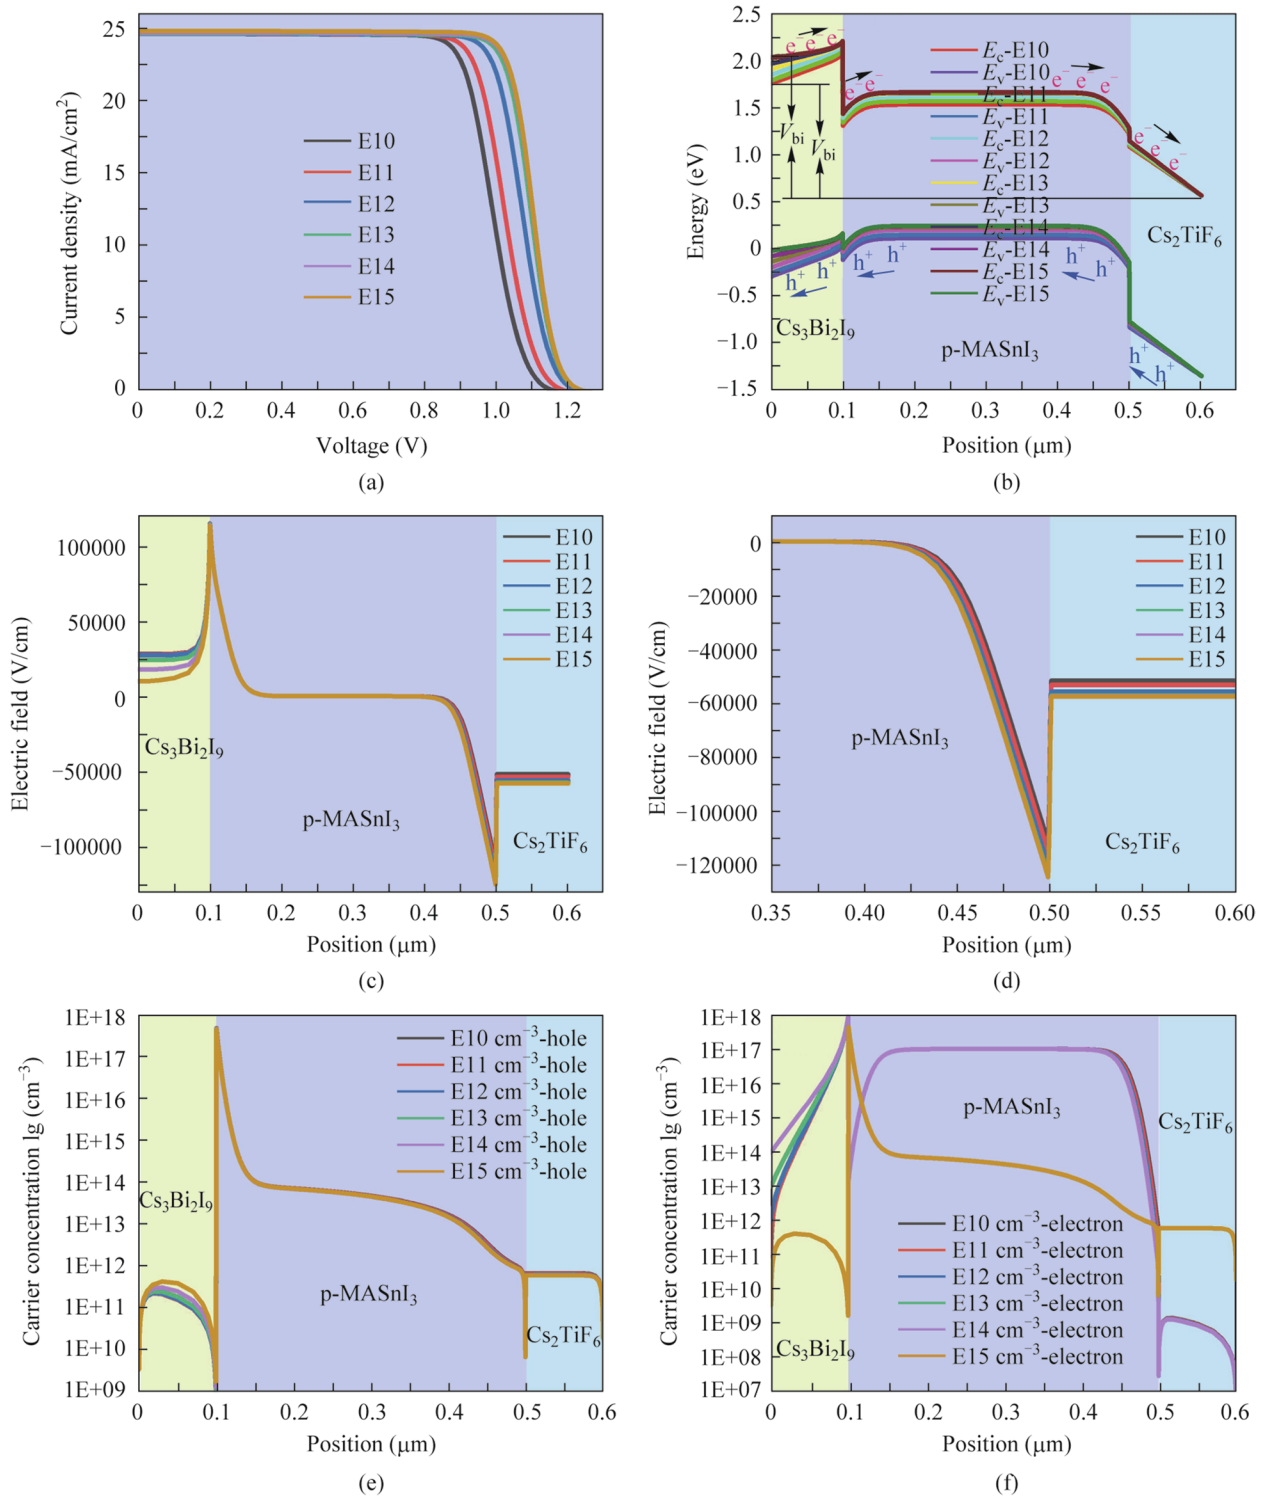 25
20
15
10
5
0
Current density (mA/cm²)
E10
E11
E12
E13
E14
E15
0 0.2 0.4 0.6 0.8 1.0 1.2
Voltage (V)
(a)
2.5
2.0
1.5
1.0
0.5
0
−0.5
−1.0
−1.5
Energy (eV)
e⁻ e⁻ e⁻
e⁻ e⁻
e⁻ e⁻ e⁻
e⁻ e⁻ e⁻
V_bi
V_bi
E_c-E10
E_v-E10
E_c-E11
E_v-E11
E_c-E12
E_v-E12
E_c-E13
E_v-E13
E_c-E14
E_v-E14
E_c-E15
E_v-E15
h⁺ h⁺
h⁺ h⁺
h⁺ h⁺
h⁺ h⁺
Cs₃Bi₂I₉
p-MASnI₃
Cs₂TiF₆
0 0.1 0.2 0.3 0.4 0.5 0.6
Position (μm)
(b)
100000
50000
0
−50000
−100000
Electric field (V/cm)
E10
E11
E12
E13
E14
E15
Cs₃Bi₂I₉
p-MASnI₃
Cs₂TiF₆
0 0.1 0.2 0.3 0.4 0.5 0.6
Position (μm)
(c)
0
−20000
−40000
−60000
−80000
−100000
−120000
Electric field (V/cm)
E10
E11
E12
E13
E14
E15
p-MASnI₃
Cs₂TiF₆
0.35 0.40 0.45 0.50 0.55 0.60
Position (μm)
(d)
1E+18
1E+17
1E+16
1E+15
1E+14
1E+13
1E+12
1E+11
1E+10
1E+09
Carrier concentration lg (cm⁻³)
E10 cm⁻³-hole
E11 cm⁻³-hole
E12 cm⁻³-hole
E13 cm⁻³-hole
E14 cm⁻³-hole
E15 cm⁻³-hole
Cs₃Bi₂I₉
p-MASnI₃
Cs₂TiF₆
0 0.1 0.2 0.3 0.4 0.5 0.6
Position (μm)
(e)
1E+18
1E+17
1E+16
1E+15
1E+14
1E+13
1E+12
1E+11
1E+10
1E+09
1E+08
1E+07
Carrier concentration lg (cm⁻³)
p-MASnI₃
Cs₂TiF₆
E10 cm⁻³-electron
E11 cm⁻³-electron
E12 cm⁻³-electron
E13 cm⁻³-electron
E14 cm⁻³-electron
E15 cm⁻³-electron
Cs₃Bi₂I₉
0 0.1 0.2 0.3 0.4 0.5 0.6
Position (μm)
(f)